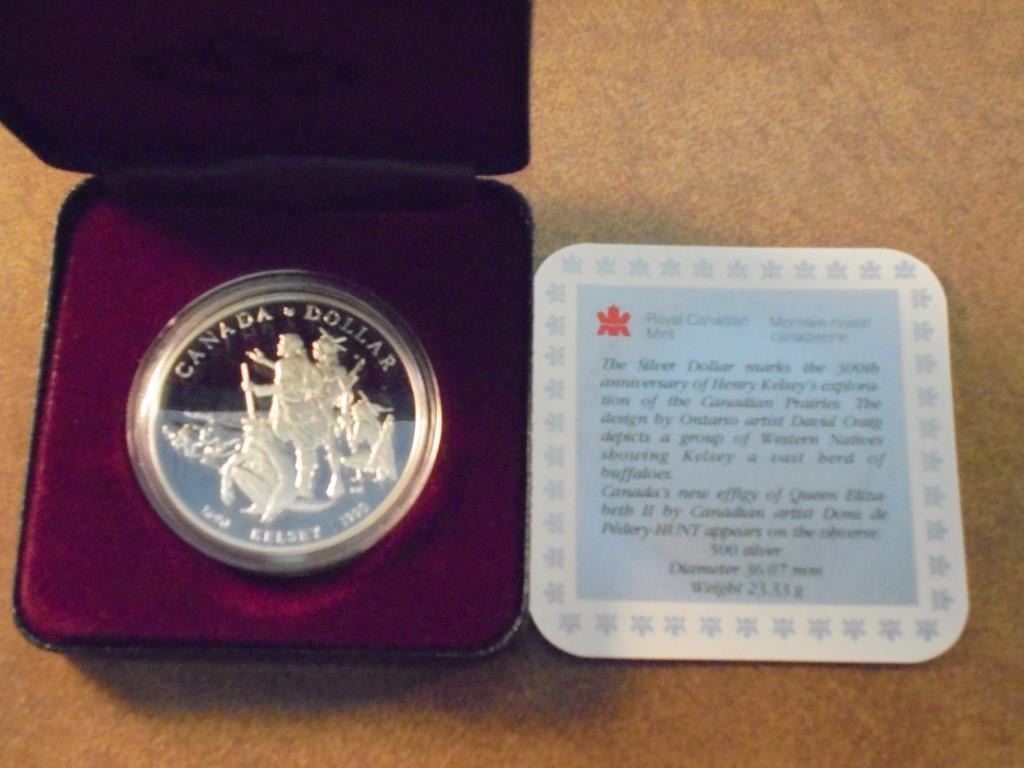 CANADA DOLLAR
1690 KELSEY 1990
Royal Canadian Mint
Monnaie royale canadienne
The Silver Dollar marks the 300th
anniversary of Henry Kelsey's explora-
tion of the Canadian Prairies. The
design by Ontario artist David Craig
depicts a group of Western Natives
showing Kelsey a vast herd of
buffaloes.
Canada's new effigy of Queen Eliza-
beth II by Canadian artist Dora de
Pédery-HUNT appears on the obverse.
500 silver
Diameter 36.07 mm
Weight 23.33 g